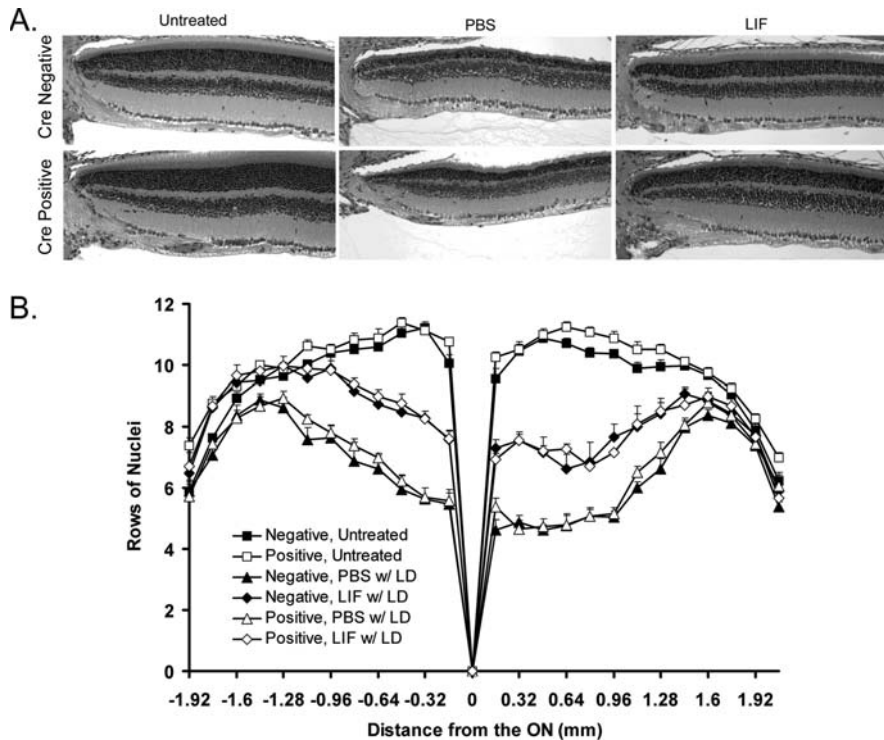 A.
Untreated PBS LIF
Cre Negative
Cre Positive
B.
Rows of Nuclei
12
10
8
6
4
2
0
Negative, Untreated
Positive, Untreated
Negative, PBS w/ LD
Negative, LIF w/ LD
Positive, PBS w/ LD
Positive, LIF w/ LD
-1.92 -1.6 -1.28 -0.96 -0.64 -0.32 0 0.32 0.64 0.96 1.28 1.6 1.92
Distance from the ON (mm)